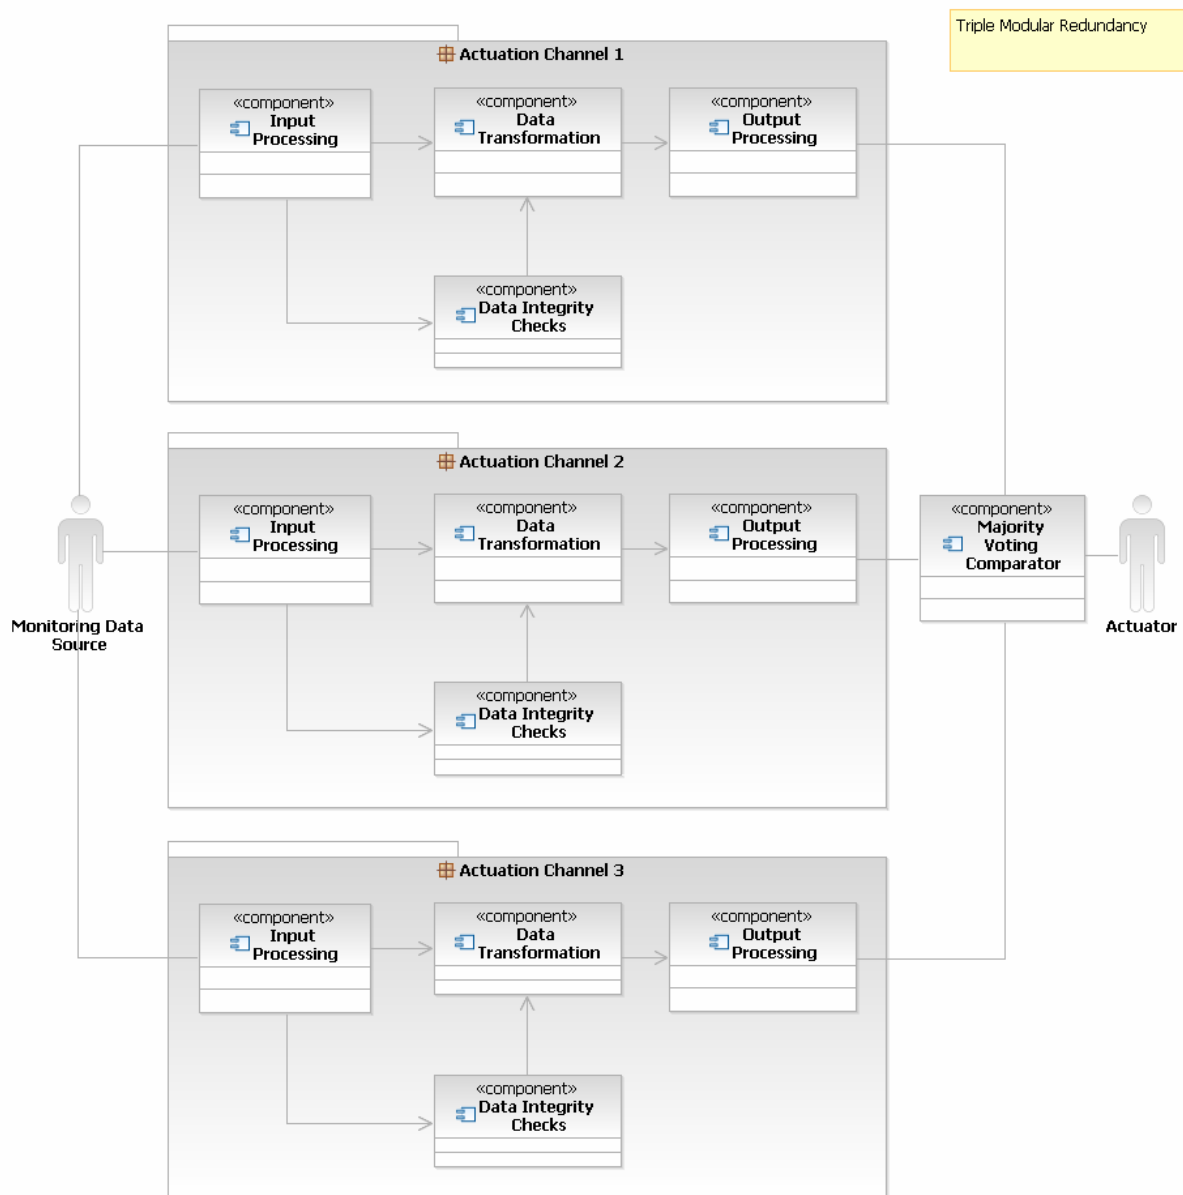 Triple Modular Redundancy
Actuation Channel 1
«component»
Input
Processing
«component»
Data
Transformation
«component»
Output
Processing
«component»
Data Integrity
Checks
Actuation Channel 2
«component»
Input
Processing
«component»
Data
Transformation
«component»
Output
Processing
«component»
Data Integrity
Checks
Monitoring Data
Source
«component»
Majority
Voting
Comparator
Actuator
Actuation Channel 3
«component»
Input
Processing
«component»
Data
Transformation
«component»
Output
Processing
«component»
Data Integrity
Checks